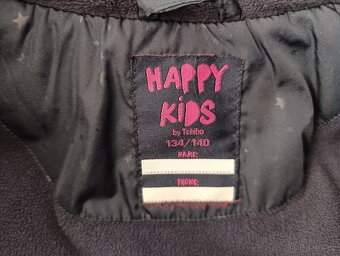 HAPPY
KiDS
by Tchibo
134/140
NAME:
PHONE: